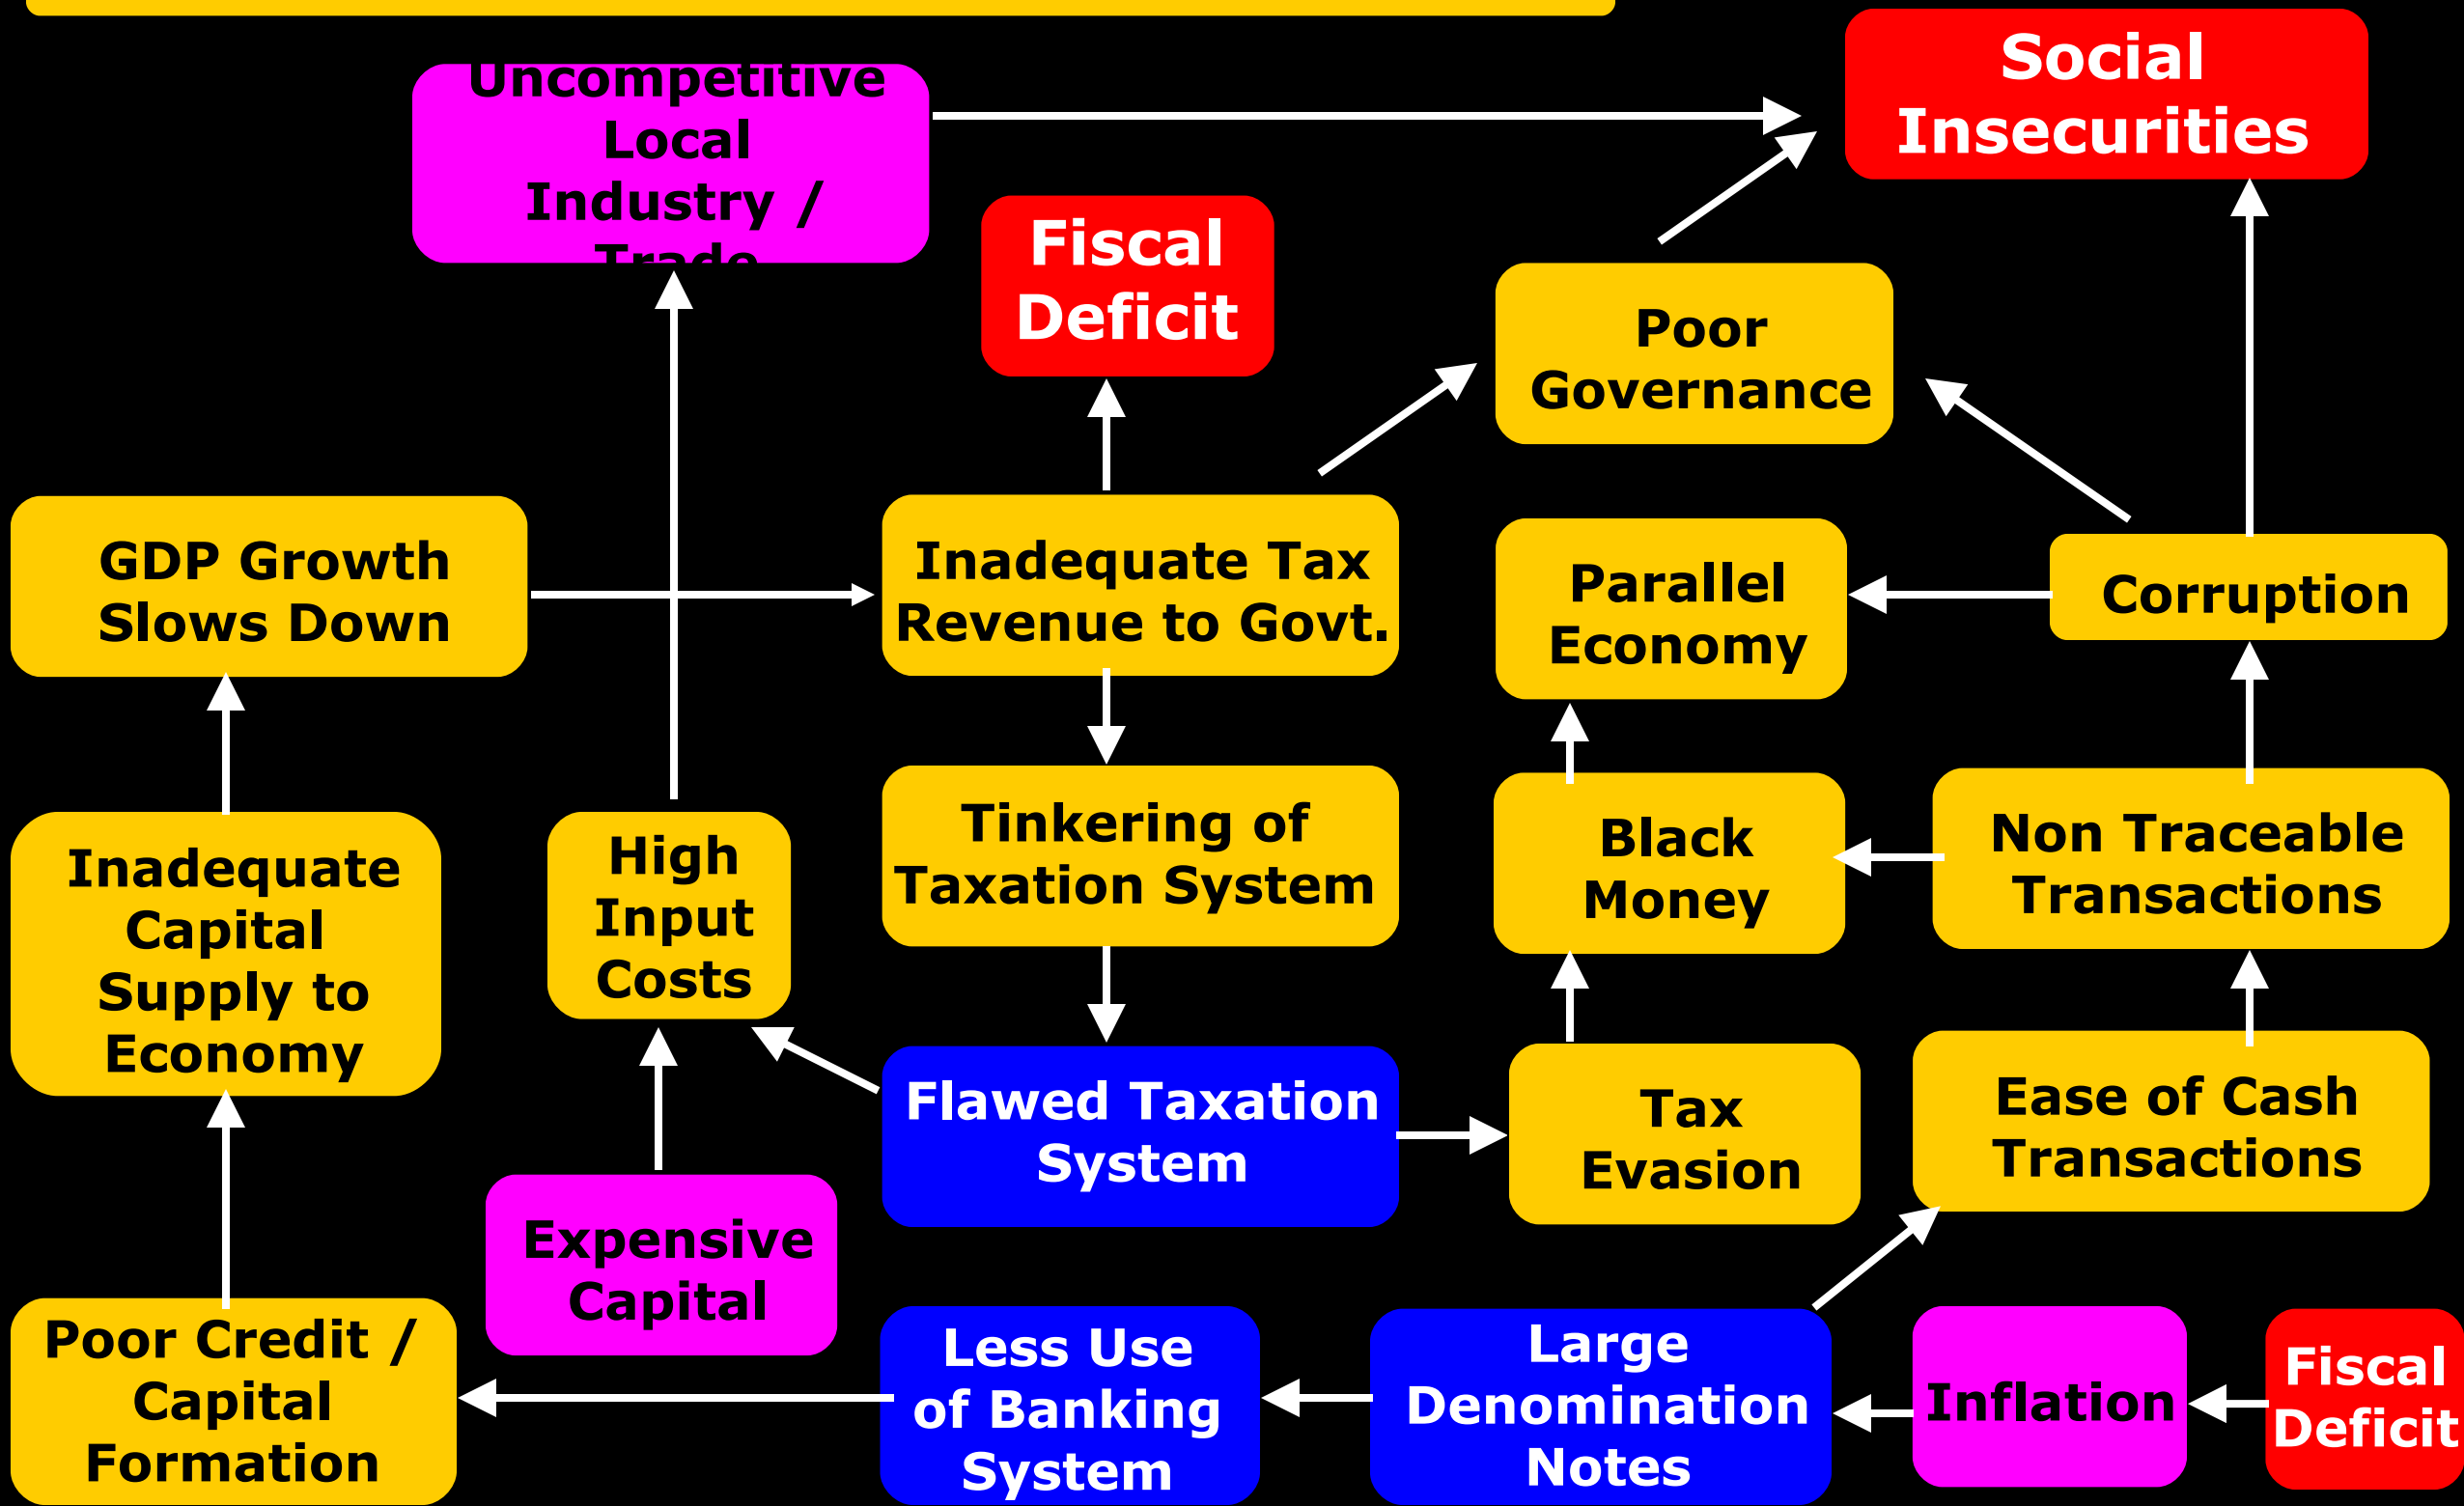 Uncompetitive
Local
Industry /
Trade
Social
Insecurities
Fiscal
Deficit
Poor
Governance
GDP Growth
Slows Down
Inadequate Tax
Revenue to Govt.
Parallel
Economy
Corruption
Inadequate
Capital
Supply to
Economy
High
Input
Costs
Tinkering of
Taxation System
Black
Money
Non Traceable
Transactions
Flawed Taxation
System
Tax
Evasion
Ease of Cash
Transactions
Expensive
Capital
Poor Credit /
Capital
Formation
Less Use
of Banking
System
Large
Denomination
Notes
Inflation
Fiscal
Deficit